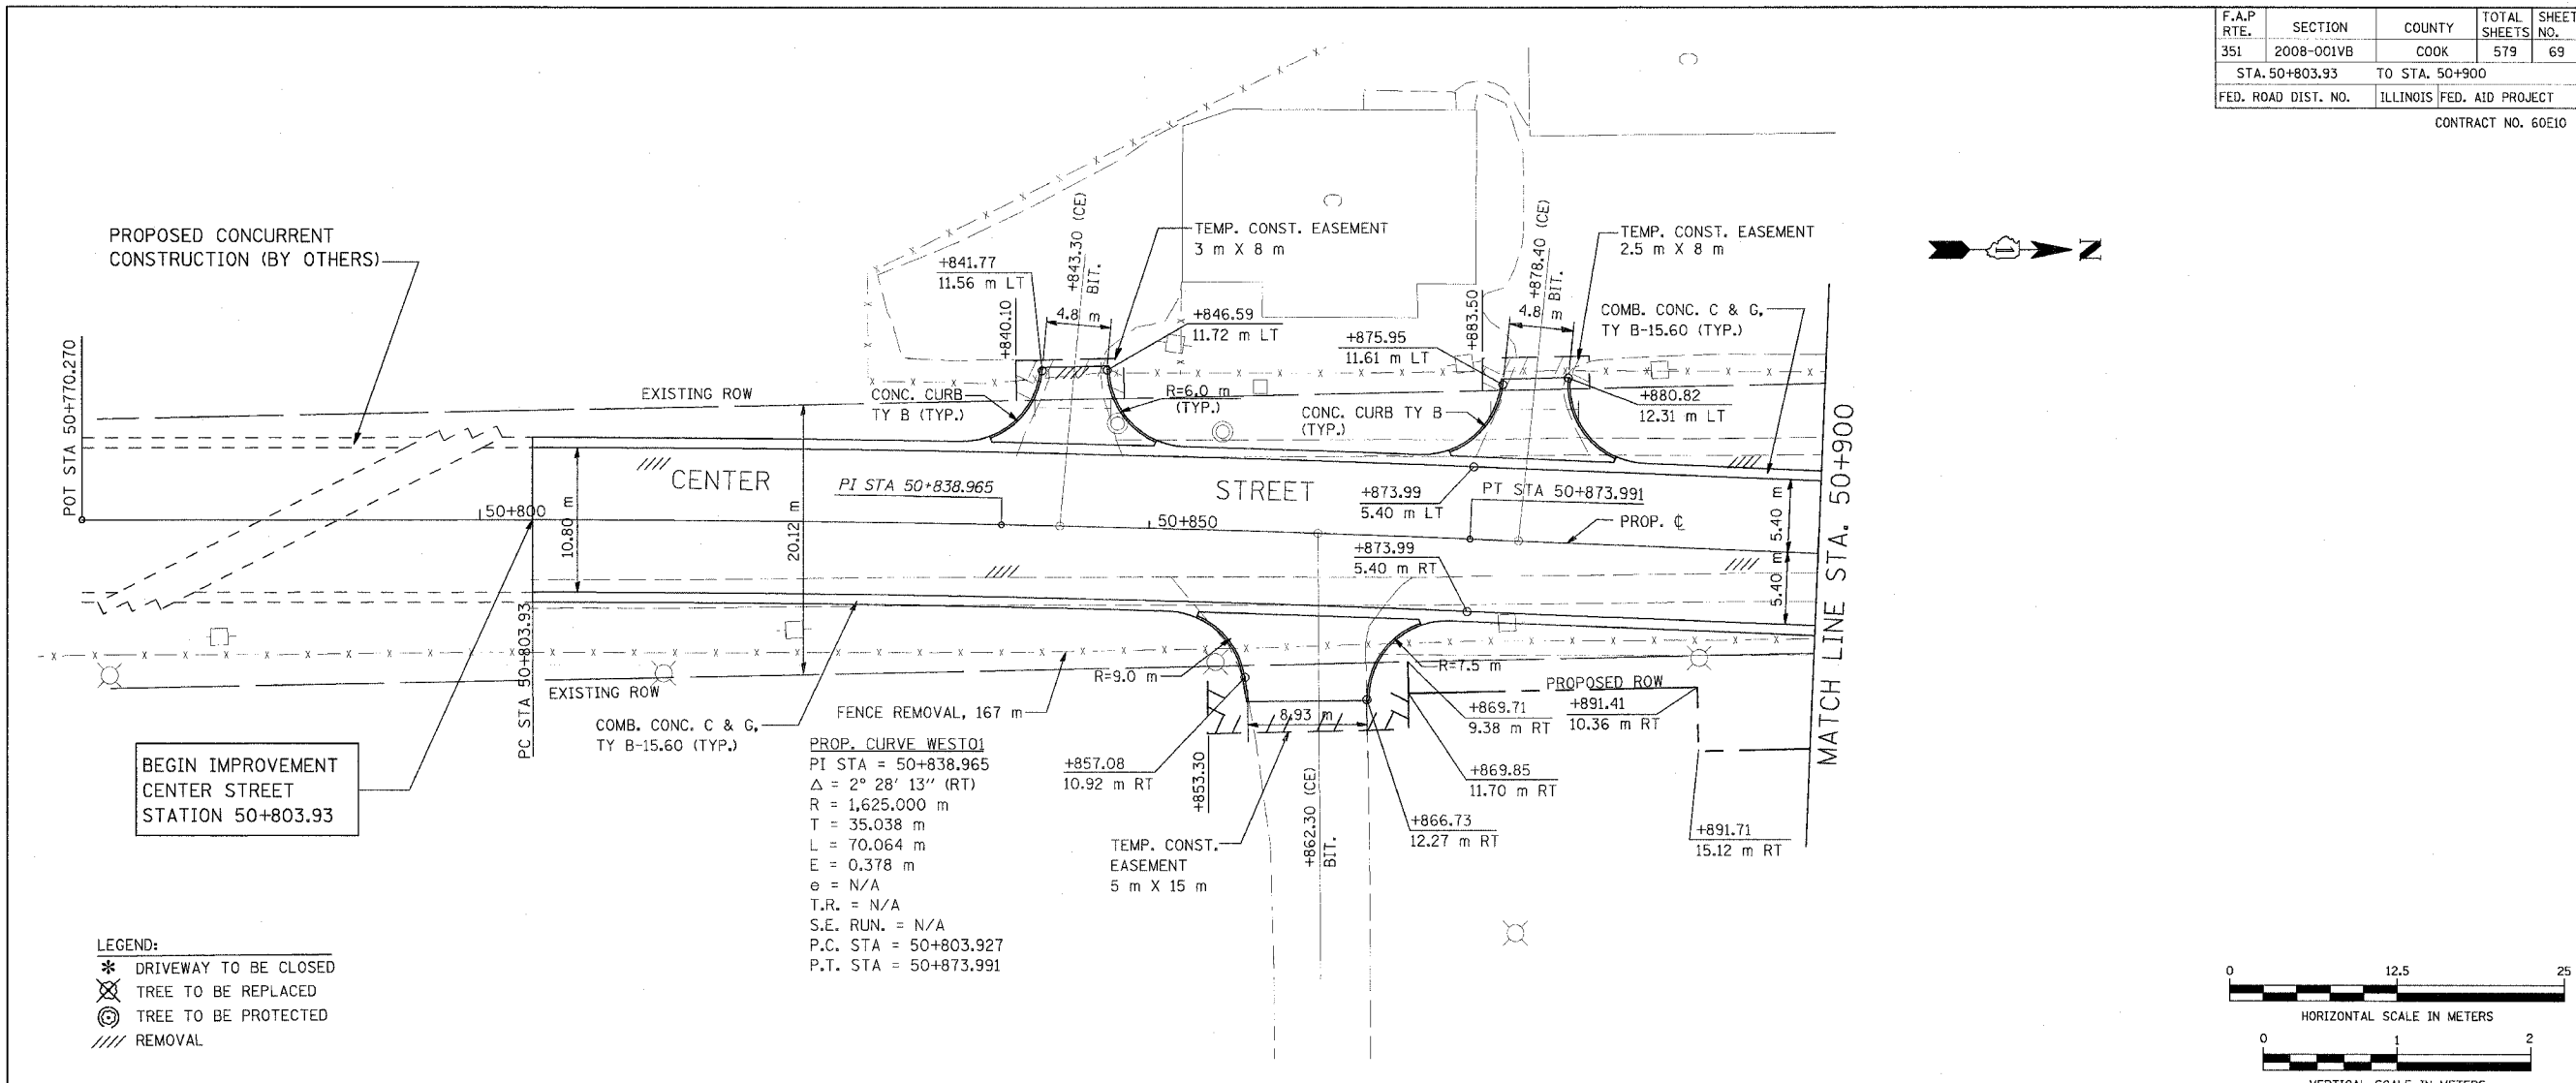 F.A.P RTE. SECTION COUNTY TOTAL SHEETS SHEET NO.
351 2008-001VB COOK 579 69
STA. 50+803.93 TO STA. 50+900
FED. ROAD DIST. NO. ILLINOIS FED. AID PROJECT
CONTRACT NO. 60E10
PROPOSED CONCURRENT
CONSTRUCTION (BY OTHERS)
POT STA 50+770.270
EXISTING ROW
+841.77
11.56 m LT
+840.10
4.8 m
+843.30 (CE)
BIT.
TEMP. CONST. EASEMENT
3 m X 8 m
+846.59
11.72 m LT
CONC. CURB
TY B (TYP.)
R=6.0 m
(TYP.)
+875.95
11.61 m LT
+883.50
4.8 m
+878.40 (CE)
BIT.
TEMP. CONST. EASEMENT
2.5 m X 8 m
COMB. CONC. C & G,
TY B-15.60 (TYP.)
CONC. CURB TY B
(TYP.)
+880.82
12.31 m LT
N
CENTER STREET
PI STA 50+838.965
50+800
50+850
10.80 m
20.12 m
+873.99
5.40 m LT
PT STA 50+873.991
PROP. ℄
+873.99
5.40 m RT
5.40 m
5.40 m
MATCH LINE STA. 50+900
PC STA 50+803.93
EXISTING ROW
COMB. CONC. C & G,
TY B-15.60 (TYP.)
FENCE REMOVAL, 167 m
R=9.0 m
R=7.5 m
8.93 m
PROPOSED ROW
+869.71
9.38 m RT
+891.41
10.36 m RT
+857.08
10.92 m RT
+853.30
+862.30 (CE)
BIT.
+869.85
11.70 m RT
+866.73
12.27 m RT
+891.71
15.12 m RT
TEMP. CONST.
EASEMENT
5 m X 15 m
BEGIN IMPROVEMENT
CENTER STREET
STATION 50+803.93
PROP. CURVE WEST01
PI STA = 50+838.965
Δ = 2° 28' 13'' (RT)
R = 1,625.000 m
T = 35.038 m
L = 70.064 m
E = 0.378 m
e = N/A
T.R. = N/A
S.E. RUN. = N/A
P.C. STA = 50+803.927
P.T. STA = 50+873.991
LEGEND:
* DRIVEWAY TO BE CLOSED
TREE TO BE REPLACED
TREE TO BE PROTECTED
//// REMOVAL
0 12.5 25
HORIZONTAL SCALE IN METERS
0 1 2
VERTICAL SCALE IN METERS